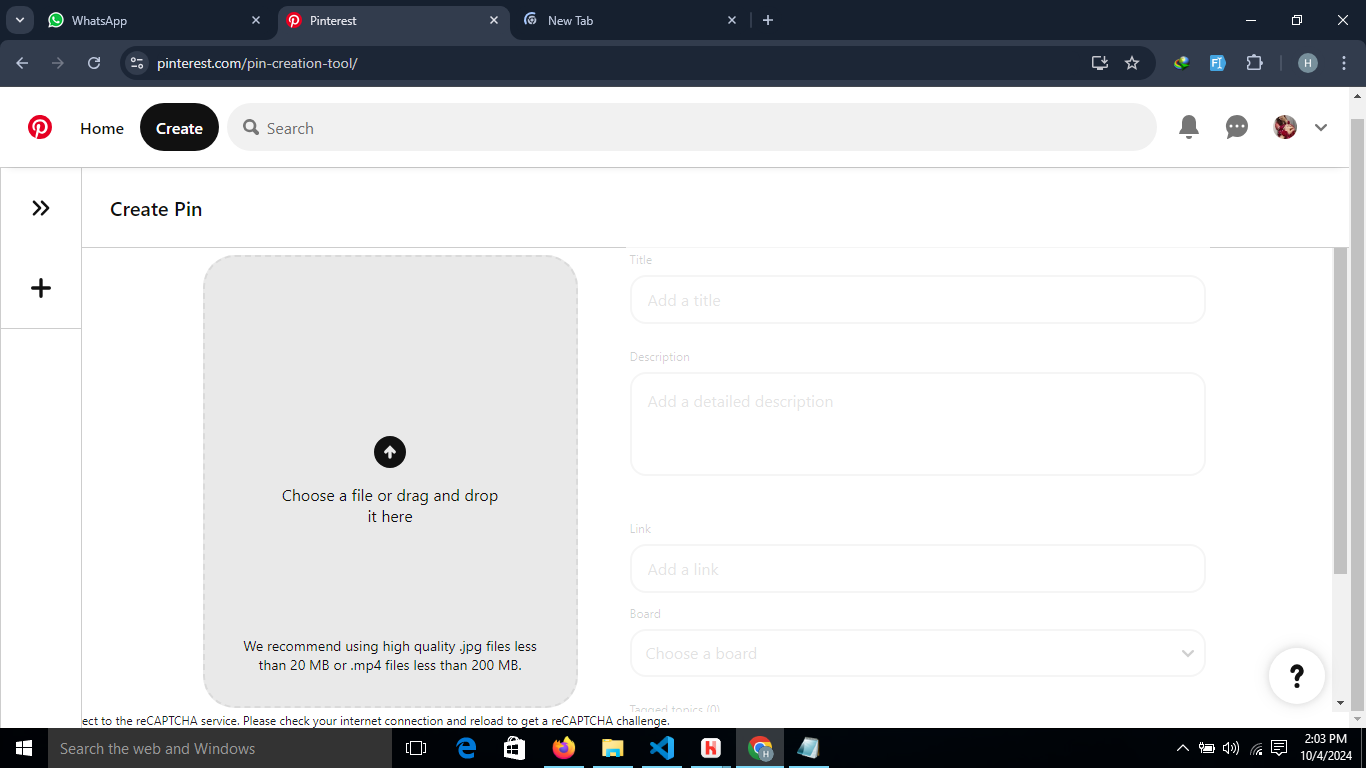 WhatsApp
Pinterest
New Tab
pinterest.com/pin-creation-tool/
H
Home
Create
Search
Create Pin
Title
Add a title
Description
Add a detailed description
Choose a file or drag and drop
it here
Link
Add a link
Board
Choose a board
We recommend using high quality .jpg files less
than 20 MB or .mp4 files less than 200 MB.
Tagged topics (0)
?
ect to the reCAPTCHA service. Please check your internet connection and reload to get a reCAPTCHA challenge.
Search the web and Windows
2:03 PM
10/4/2024